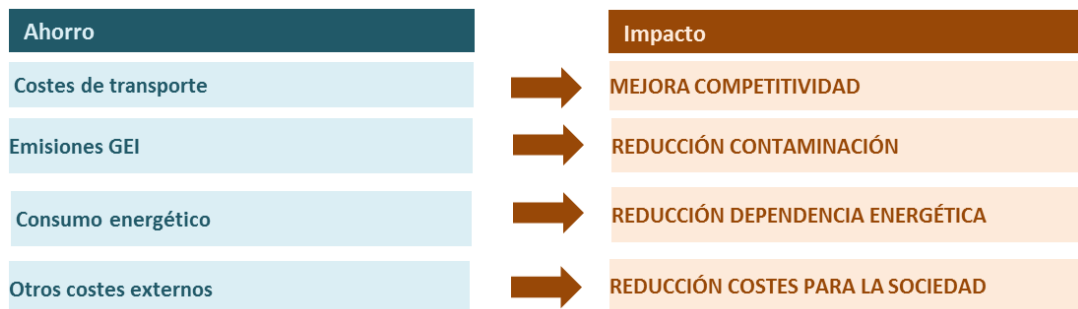 Ahorro
Impacto
Costes de transporte
MEJORA COMPETITIVIDAD
Emisiones GEI
REDUCCIÓN CONTAMINACIÓN
Consumo energético
REDUCCIÓN DEPENDENCIA ENERGÉTICA
Otros costes externos
REDUCCIÓN COSTES PARA LA SOCIEDAD